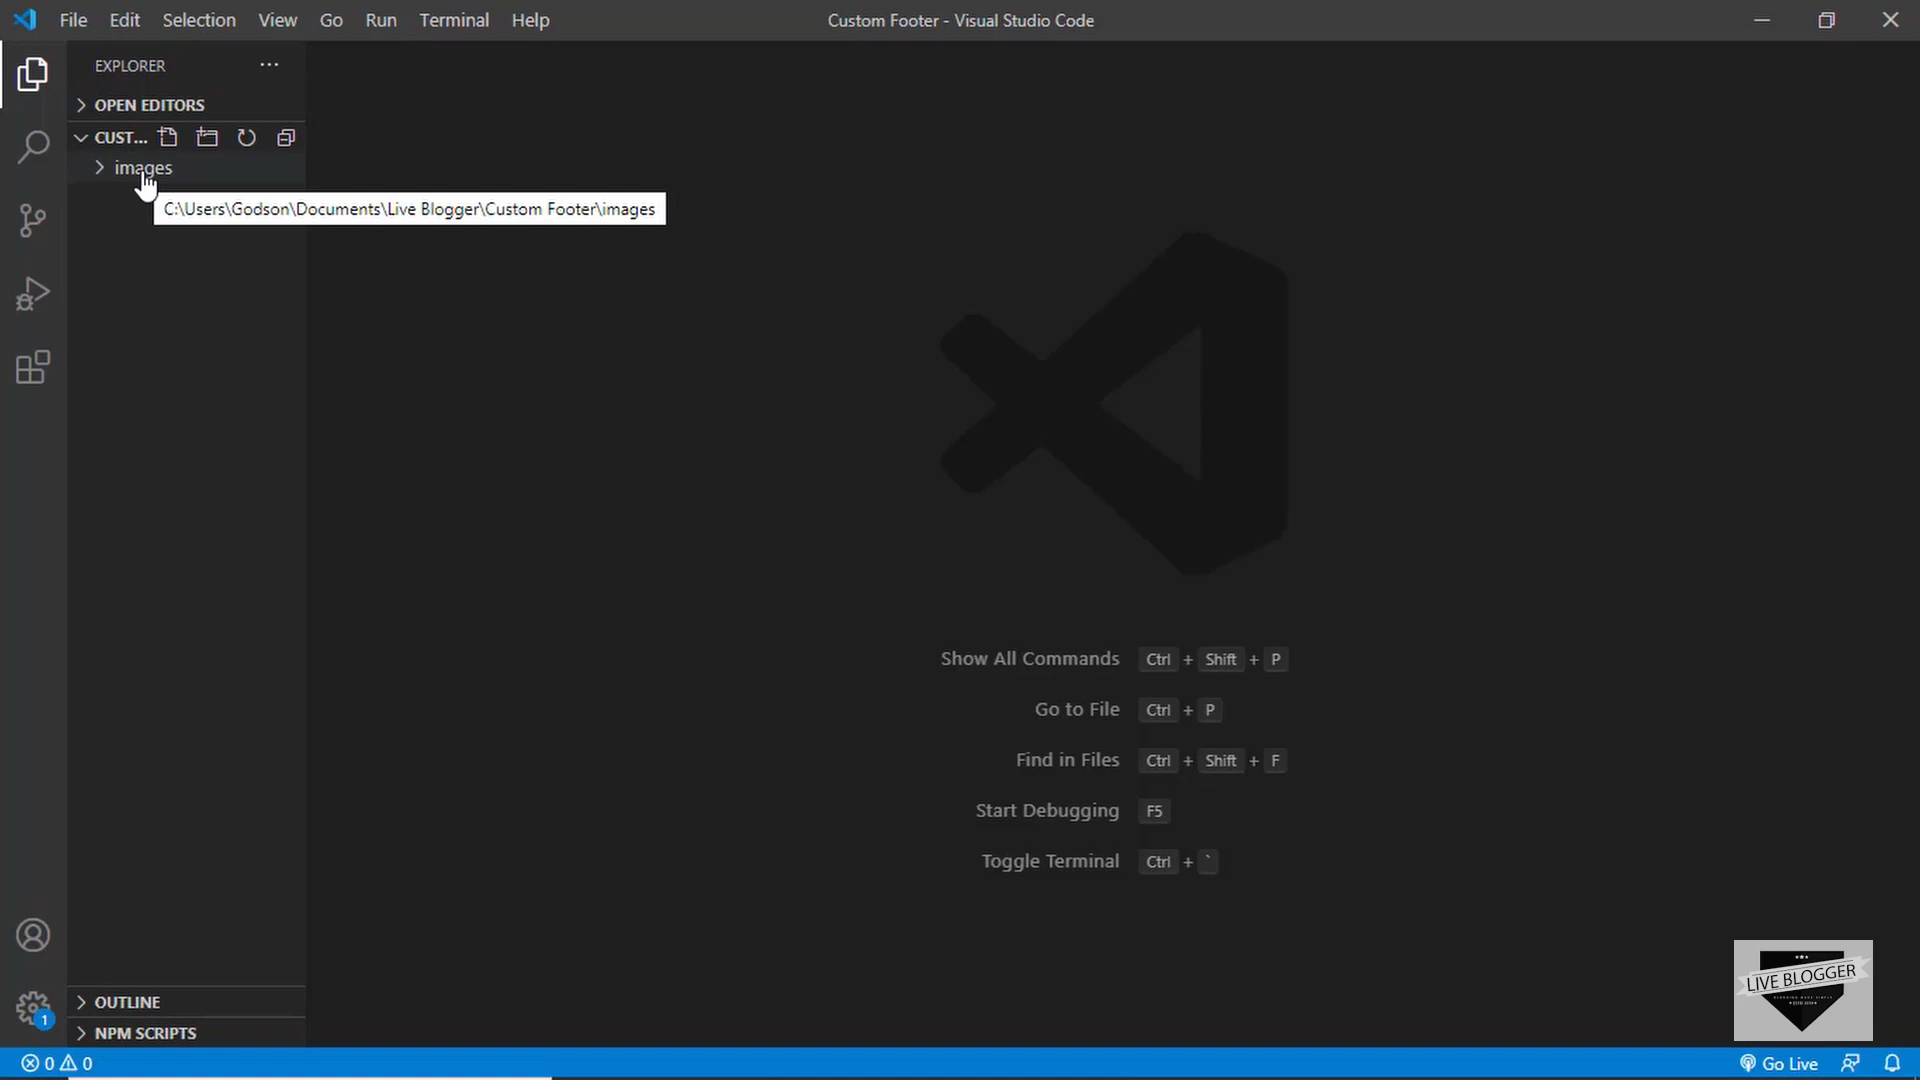 File Edit Selection View Go Run Terminal Help
Custom Footer - Visual Studio Code
EXPLORER
OPEN EDITORS
CUST...
images
C:\Users\Godson\Documents\Live Blogger\Custom Footer\images
Show All Commands Ctrl + Shift + P
Go to File Ctrl + P
Find in Files Ctrl + Shift + F
Start Debugging F5
Toggle Terminal Ctrl + `
LIVE BLOGGER
OUTLINE
1
NPM SCRIPTS
0 0
Go Live